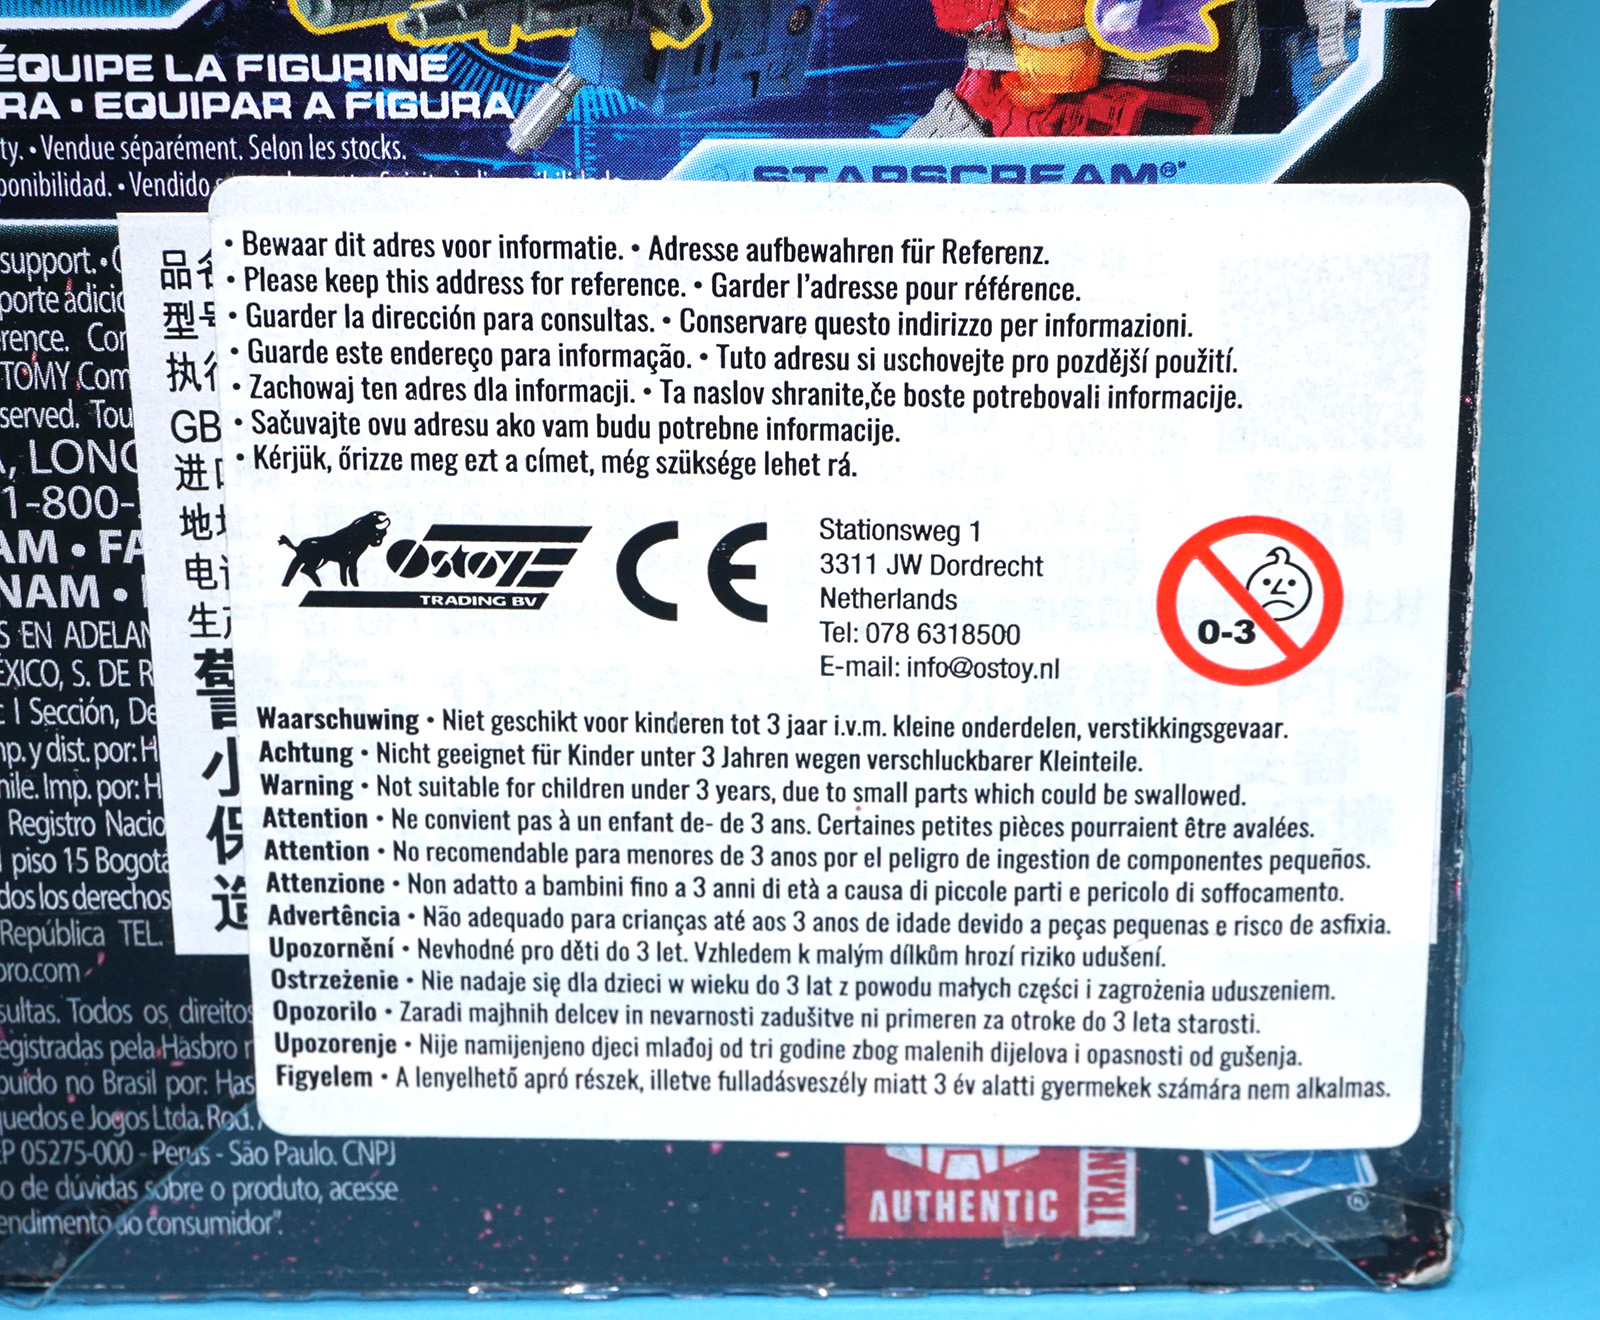 ÉQUIPE LA FIGURINE
RA • EQUIPAR A FIGURA
ty. • Vendue séparément. Selon les stocks.
ponibilidad. • Vendido
STARSCREAM®*
support. •
porte adicio
rence. Con
TOMY Com
served. Tou
, LONG
1-800-
AM • FA
NAM •
S EN ADELAN
ÉXICO, S. DE R
: I Sección, De
mp. y dist. por: H
hile. Imp. por: H
Registro Nacio
piso 15 Bogotá
dos los derechos
República TEL.
bro.com
sultas. Todos os direitos
egistradas pela Hasbro
buído no Brasil por: Has
quedos e Jogos Ltda. Rod.
P 05275-000 - Perus - São Paulo. CNPJ
o de dúvidas sobre o produto, acesse
endimento ao consumidor".
品名
型号
执行
GB
进口
地址
电话
生产
警
小
保
造
• Bewaar dit adres voor informatie. • Adresse aufbewahren für Referenz.
• Please keep this address for reference. • Garder l'adresse pour référence.
• Guarder la dirección para consultas. • Conservare questo indirizzo per informazioni.
• Guarde este endereço para informação. • Tuto adresu si uschovejte pro pozdější použití.
• Zachowaj ten adres dla informacji. • Ta naslov shranite,če boste potrebovali informacije.
• Sačuvajte ovu adresu ako vam budu potrebne informacije.
• Kérjük, őrizze meg ezt a címet, még szüksége lehet rá.
Ostoy
TRADING BV
CE
Stationsweg 1
3311 JW Dordrecht
Netherlands
Tel: 078 6318500
E-mail: info@ostoy.nl
0-3
Waarschuwing • Niet geschikt voor kinderen tot 3 jaar i.v.m. kleine onderdelen, verstikkingsgevaar.
Achtung • Nicht geeignet für Kinder unter 3 Jahren wegen verschluckbarer Kleinteile.
Warning • Not suitable for children under 3 years, due to small parts which could be swallowed.
Attention • Ne convient pas à un enfant de- de 3 ans. Certaines petites pièces pourraient être avalées.
Attention • No recomendable para menores de 3 anos por el peligro de ingestion de componentes pequeños.
Attenzione • Non adatto a bambini fino a 3 anni di età a causa di piccole parti e pericolo di soffocamento.
Advertência • Não adequado para crianças até aos 3 anos de idade devido a peças pequenas e risco de asfixia.
Upozornění • Nevhodné pro děti do 3 let. Vzhledem k malým dílkům hrozí riziko udušení.
Ostrzeżenie • Nie nadaje się dla dzieci w wieku do 3 lat z powodu małych części i zagrożenia uduszeniem.
Opozorilo • Zaradi majhnih delcev in nevarnosti zadušitve ni primeren za otroke do 3 leta starosti.
Upozorenje • Nije namijenjeno djeci mlađoj od tri godine zbog malenih dijelova i opasnosti od gušenja.
Figyelem • A lenyelhető apró részek, illetve fulladásveszély miatt 3 év alatti gyermekek számára nem alkalmas.
AUTHENTIC
TRAN
®